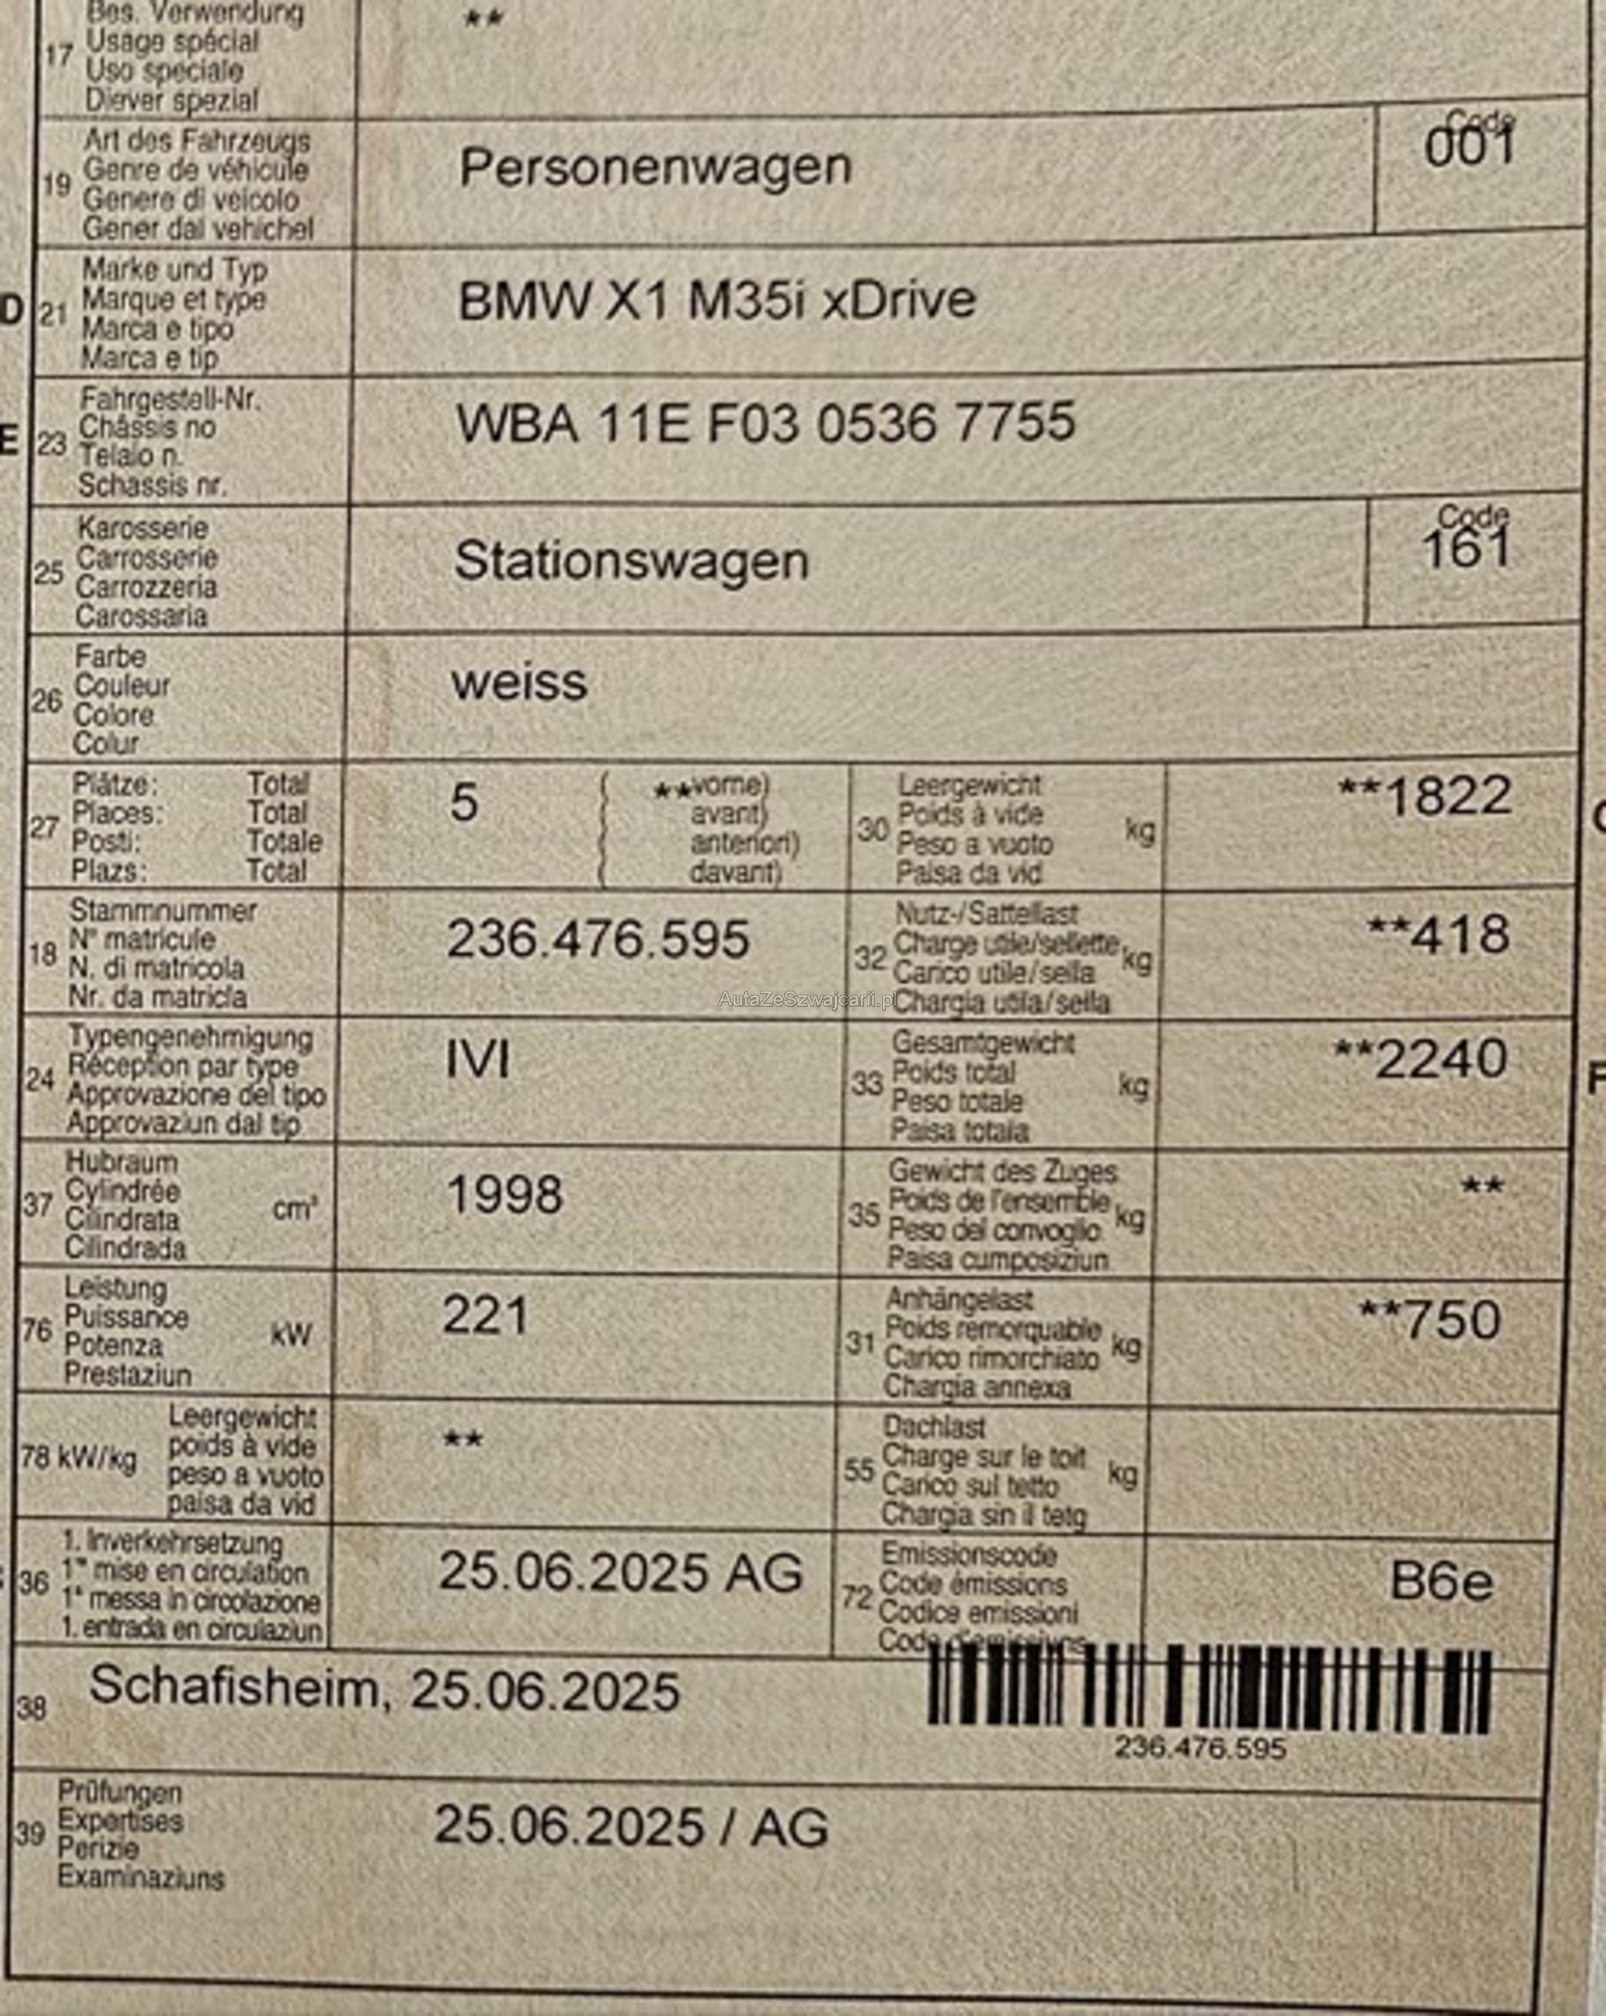 Bes. Verwendung
17 Usage spécial **
Uso speciale
Diever spezial
Art des Fahrzeugs Code
19 Genre de véhicule Personenwagen 001
Genere di veicolo
Gener dal vehichel
Marke und Typ
D 21 Marque et type BMW X1 M35i xDrive
Marca e tipo
Marca e tip
Fahrgestell-Nr.
E 23 Châssis no WBA 11E F03 0536 7755
Telaio n.
Schassis nr.
Karosserie Code
25 Carrosserie Stationswagen 161
Carrozzeria
Carossaria
Farbe
26 Couleur weiss
Colore
Colur
Plätze: Total 5 ( **vorne) Leergewicht **1822
27 Places: Total ( avant) 30 Poids à vide kg
Posti: Totale ( anteriori) Peso a vuoto
Plazs: Total ( davant) Paisa da vid
Stammnummer 236.476.595 Nutz-/Sattellast **418
18 N° matricule 32 Charge utile/sellette kg
N. di matricola Carico utile/sella
Nr. da matricla AutaZeSzwajcarii.pl Chargia utila/sella
Typengenehmigung IVI Gesamtgewicht **2240
24 Réception par type 33 Poids total kg
Approvazione del tipo Peso totale
Approvaziun dal tip Paisa totala
Hubraum 1998 Gewicht des Zuges **
37 Cylindrée cm³ 35 Poids de l'ensemble kg
Cilindrata Peso del convoglio
Cilindrada Paisa cumposiziun
Leistung 221 Anhängelast **750
76 Puissance kW 31 Poids remorquable kg
Potenza Carico rimorchiato
Prestaziun Chargia annexa
Leergewicht ** Dachlast
78 kW/kg poids à vide 55 Charge sur le toit kg
peso a vuoto Carico sul tetto
paisa da vid Chargia sin il tetg
1. Inverkehrsetzung 25.06.2025 AG Emissionscode B6e
36 1re mise en circulation 72 Code émissions
1a messa in circolazione Codice emissioni
1. entrada en circulaziun Code d'emissiuns
38 Schafisheim, 25.06.2025
236.476.595
Prüfungen
39 Expertises 25.06.2025 / AG
Perizie
Examinaziuns